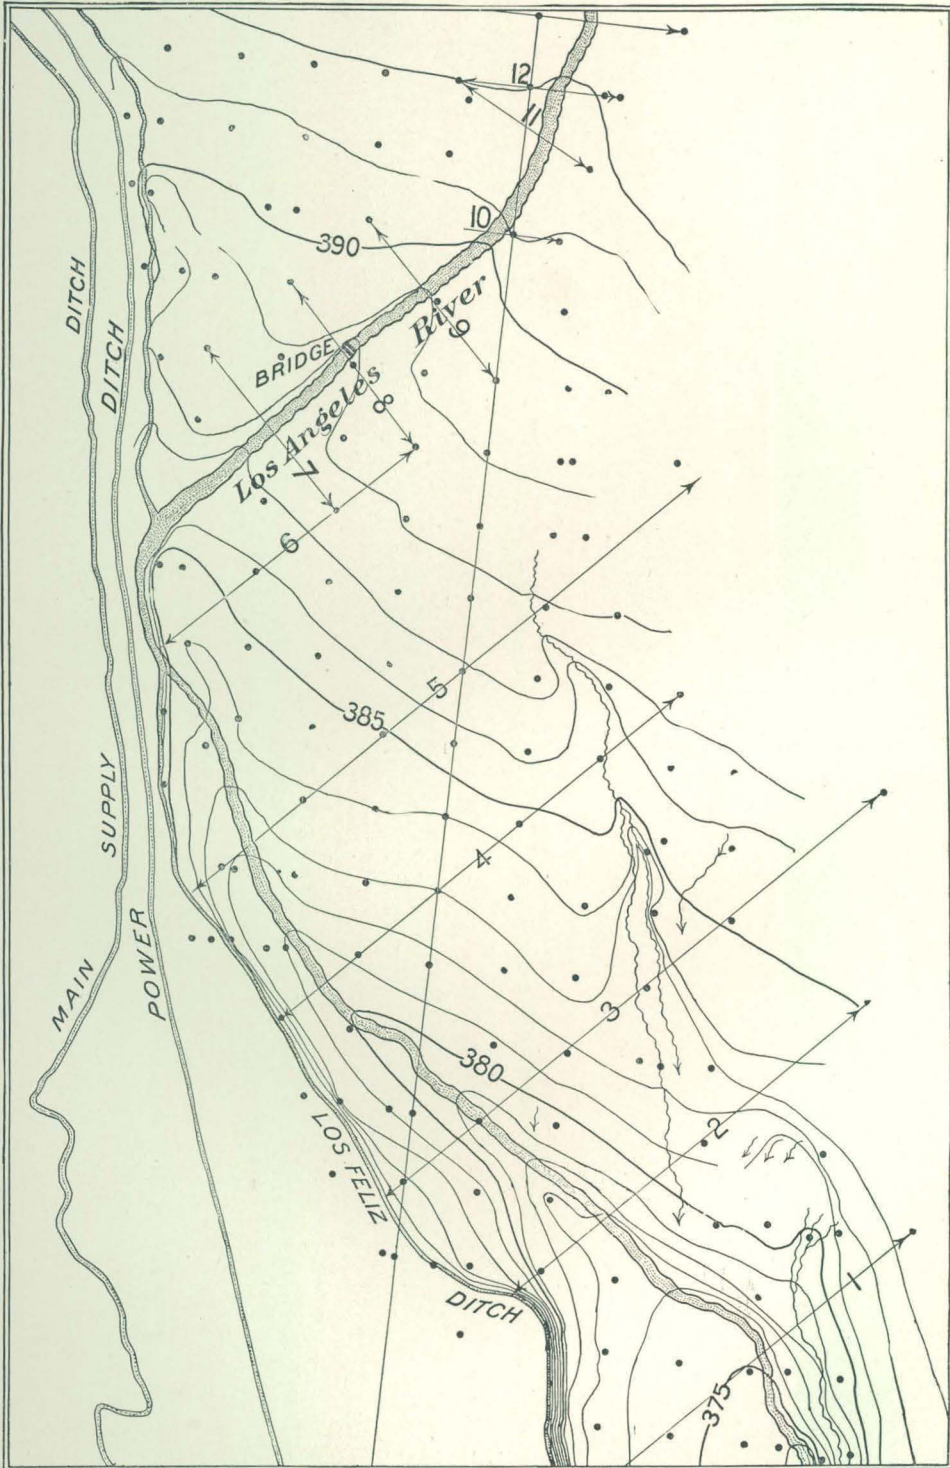 12
11
10
390
DITCH
DITCH
Los Angeles River
9
BRIDGE
8
7
6
5
385
SUPPLY
4
POWER
MAIN
3
380
LOS FELIZ
2
1
DITCH
375